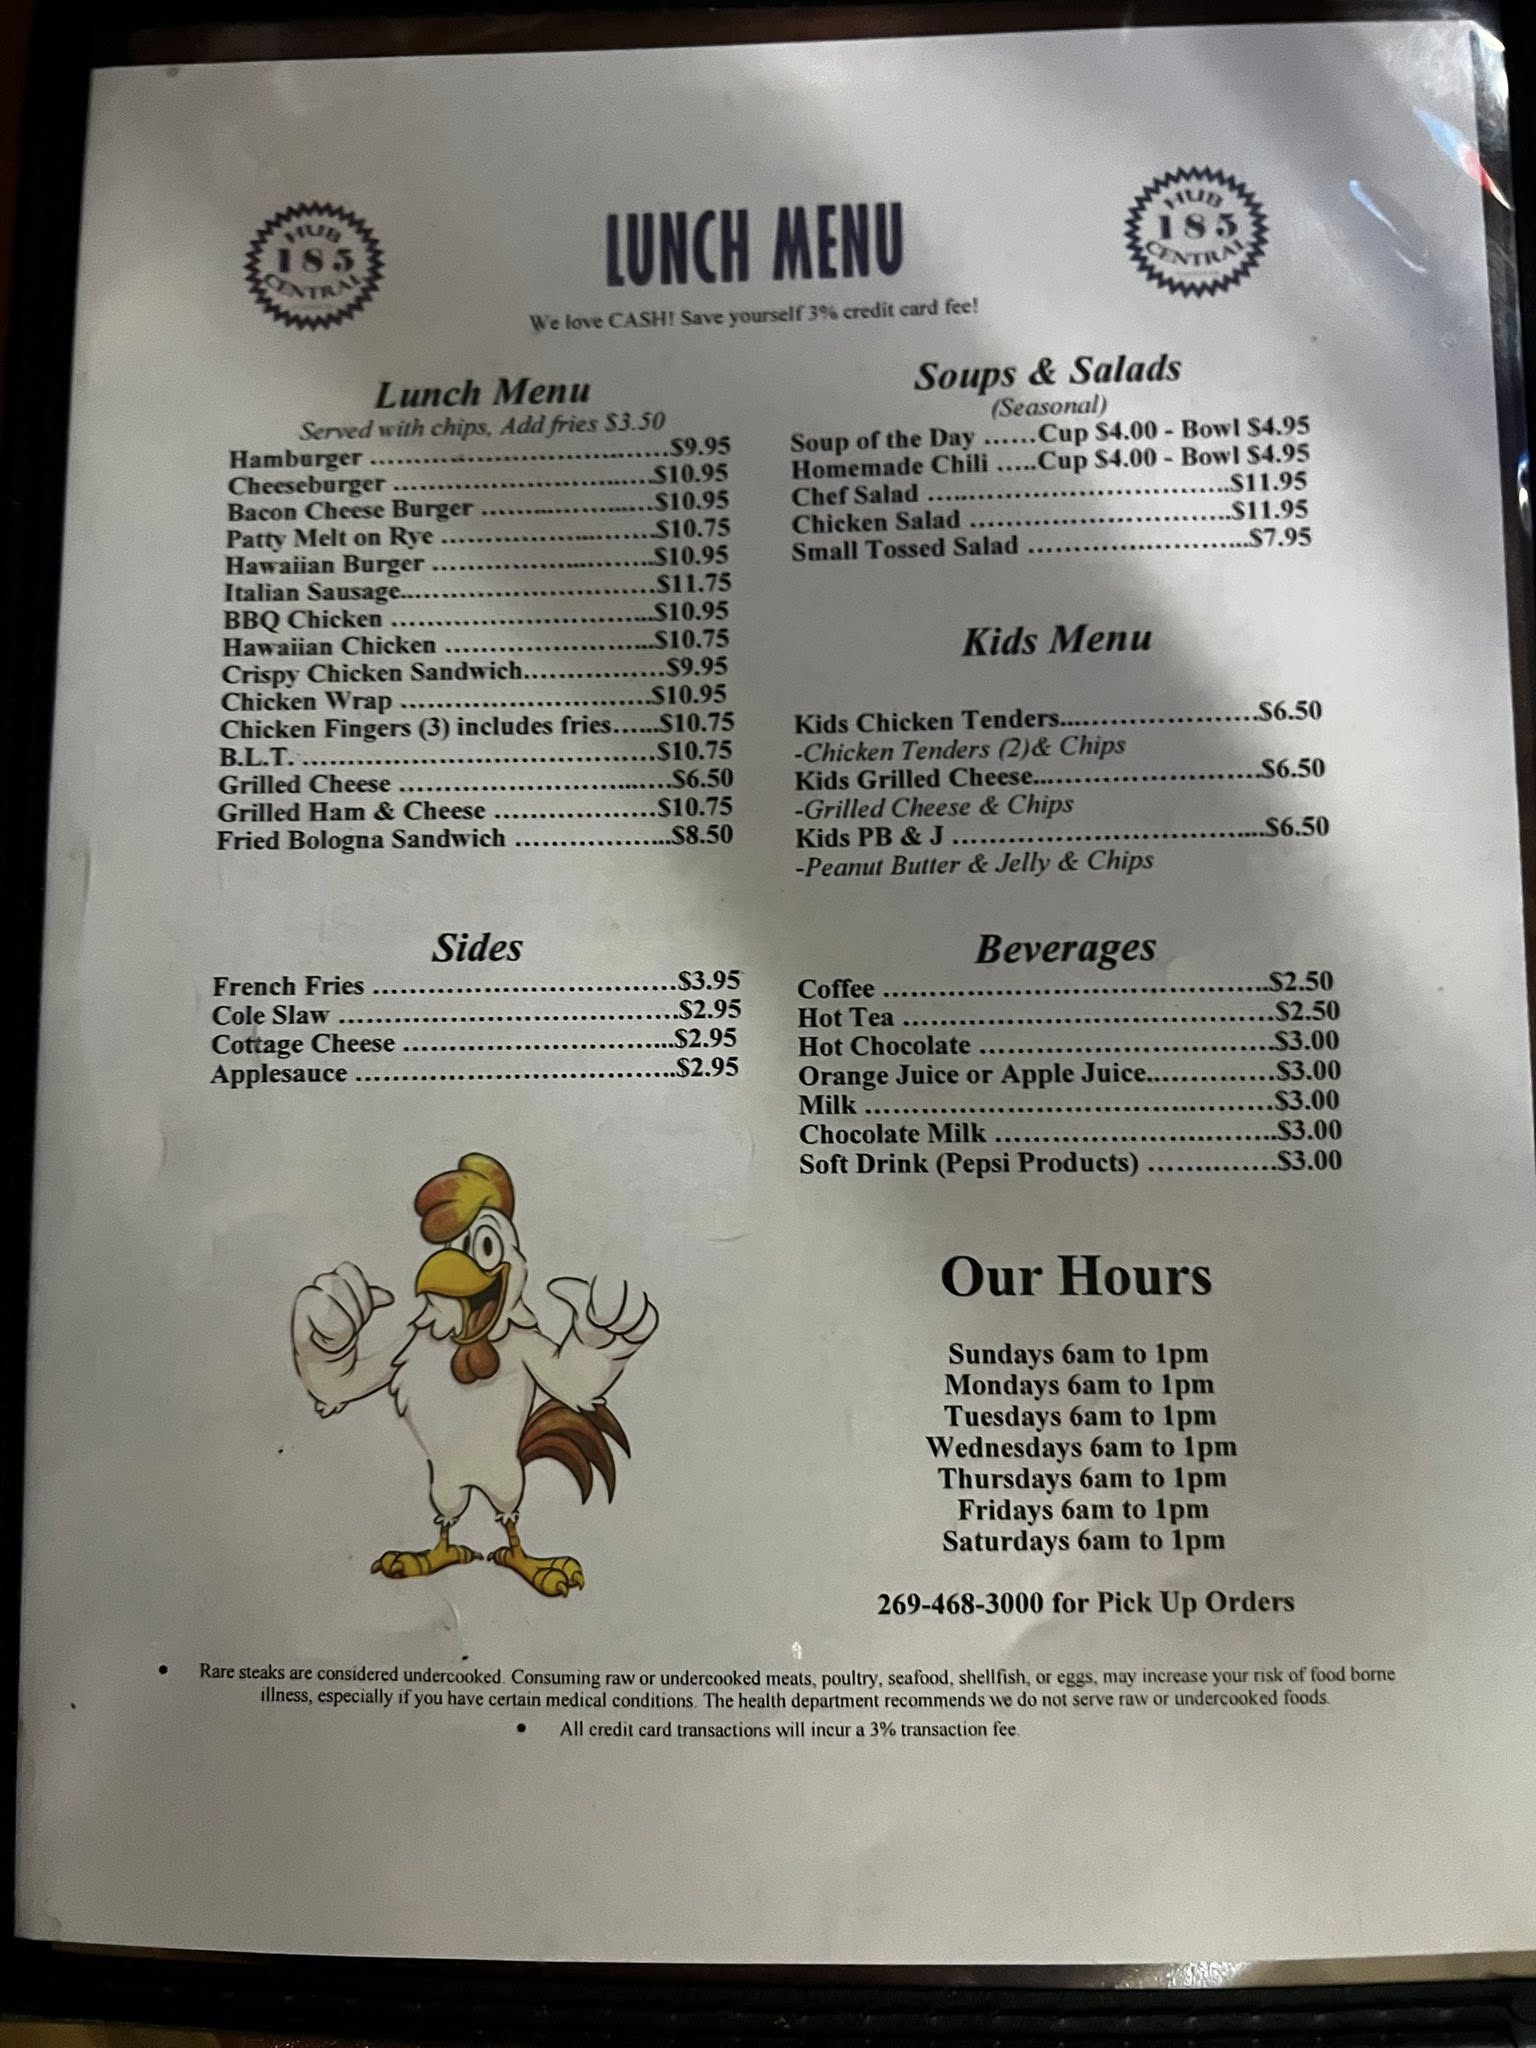 HUB
185
CENTRAL
LUNCH MENU
HUB
185
CENTRAL
We love CASH! Save yourself 3% credit card fee!
Lunch Menu
Served with chips, Add fries $3.50
Hamburger ........................................$9.95
Cheeseburger ..................................$10.95
Bacon Cheese Burger ......................$10.95
Patty Melt on Rye ...........................$10.75
Hawaiian Burger ............................$10.95
Italian Sausage................................$11.75
BBQ Chicken ..................................$10.95
Hawaiian Chicken ..........................$10.75
Crispy Chicken Sandwich..................$9.95
Chicken Wrap ................................$10.95
Chicken Fingers (3) includes fries......$10.75
B.L.T. .............................................$10.75
Grilled Cheese ...................................$6.50
Grilled Ham & Cheese ....................$10.75
Fried Bologna Sandwich ....................$8.50
Soups & Salads
(Seasonal)
Soup of the Day ......Cup $4.00 - Bowl $4.95
Homemade Chili .....Cup $4.00 - Bowl $4.95
Chef Salad ......................................$11.95
Chicken Salad .................................$11.95
Small Tossed Salad ............................$7.95
Kids Menu
Kids Chicken Tenders.........................$6.50
-Chicken Tenders (2)& Chips
Kids Grilled Cheese.............................$6.50
-Grilled Cheese & Chips
Kids PB & J ........................................$6.50
-Peanut Butter & Jelly & Chips
Sides
French Fries ......................................$3.95
Cole Slaw ...........................................$2.95
Cottage Cheese ...................................$2.95
Applesauce .........................................$2.95
Beverages
Coffee .................................................$2.50
Hot Tea ...............................................$2.50
Hot Chocolate .....................................$3.00
Orange Juice or Apple Juice................$3.00
Milk ...................................................$3.00
Chocolate Milk ...................................$3.00
Soft Drink (Pepsi Products) ................$3.00
Our Hours
Sundays 6am to 1pm
Mondays 6am to 1pm
Tuesdays 6am to 1pm
Wednesdays 6am to 1pm
Thursdays 6am to 1pm
Fridays 6am to 1pm
Saturdays 6am to 1pm
269-468-3000 for Pick Up Orders
• Rare steaks are considered undercooked. Consuming raw or undercooked meats, poultry, seafood, shellfish, or eggs, may increase your risk of food borne
illness, especially if you have certain medical conditions. The health department recommends we do not serve raw or undercooked foods.
• All credit card transactions will incur a 3% transaction fee.